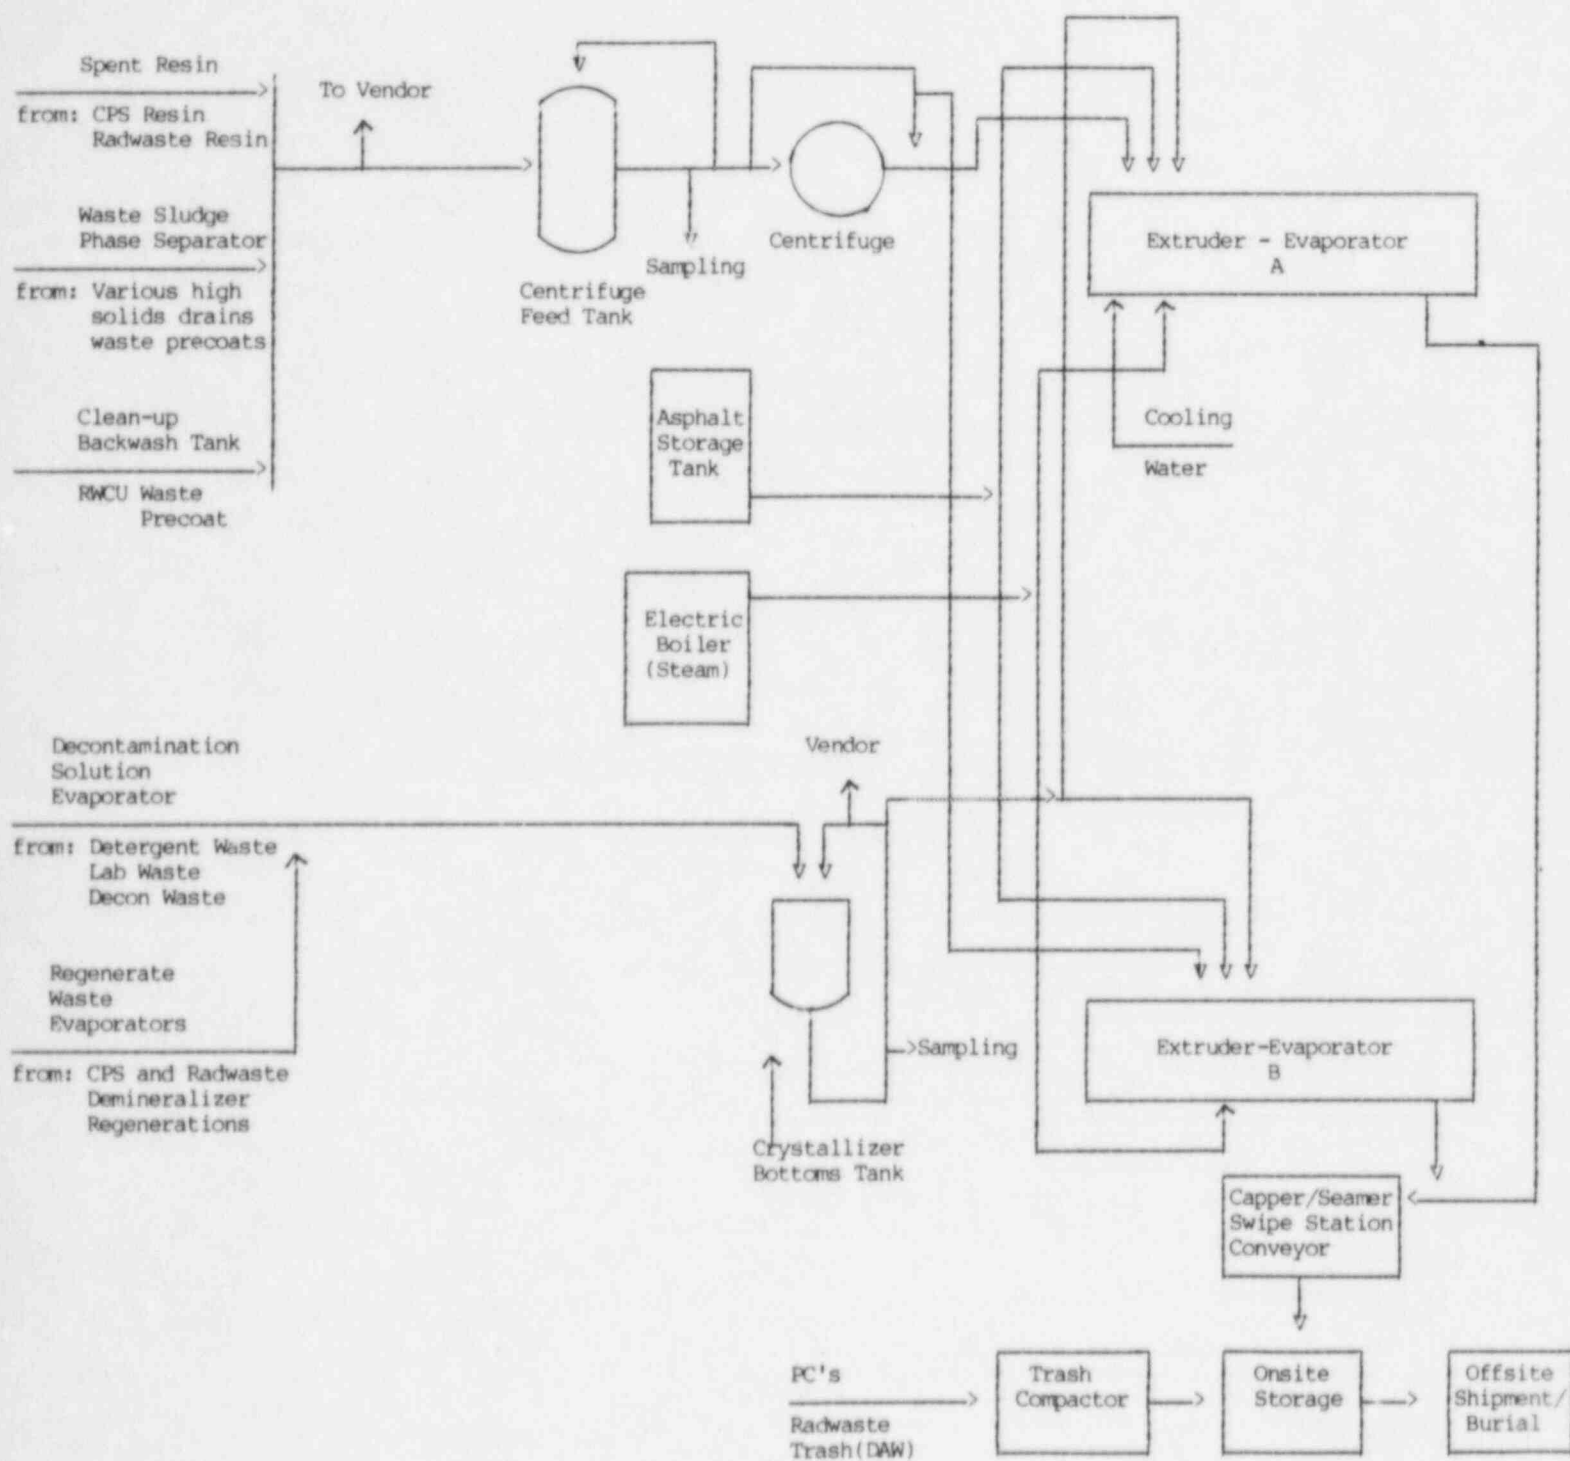 Spent Resin
from: CPS Resin
Radwaste Resin
To Vendor
Waste Sludge
Phase Separator
from: Various high
solids drains
waste precoats
Clean-up
Backwash Tank
RWCU Waste
Precoat
Centrifuge
Feed Tank
Sampling
Centrifuge
Extruder - Evaporator
A
Cooling
Water
Asphalt
Storage
Tank
Electric
Boiler
(Steam)
Decontamination
Solution
Evaporator
from: Detergent Waste
Lab Waste
Decon Waste
Regenerate
Waste
Evaporators
from: CPS and Radwaste
Demineralizer
Regenerations
Vendor
Sampling
Crystallizer
Bottoms Tank
Extruder-Evaporator
B
Capper/Seamer
Swipe Station
Conveyor
PC's
Radwaste
Trash(DAW)
Trash
Compactor
Onsite
Storage
Offsite
Shipment/
Burial